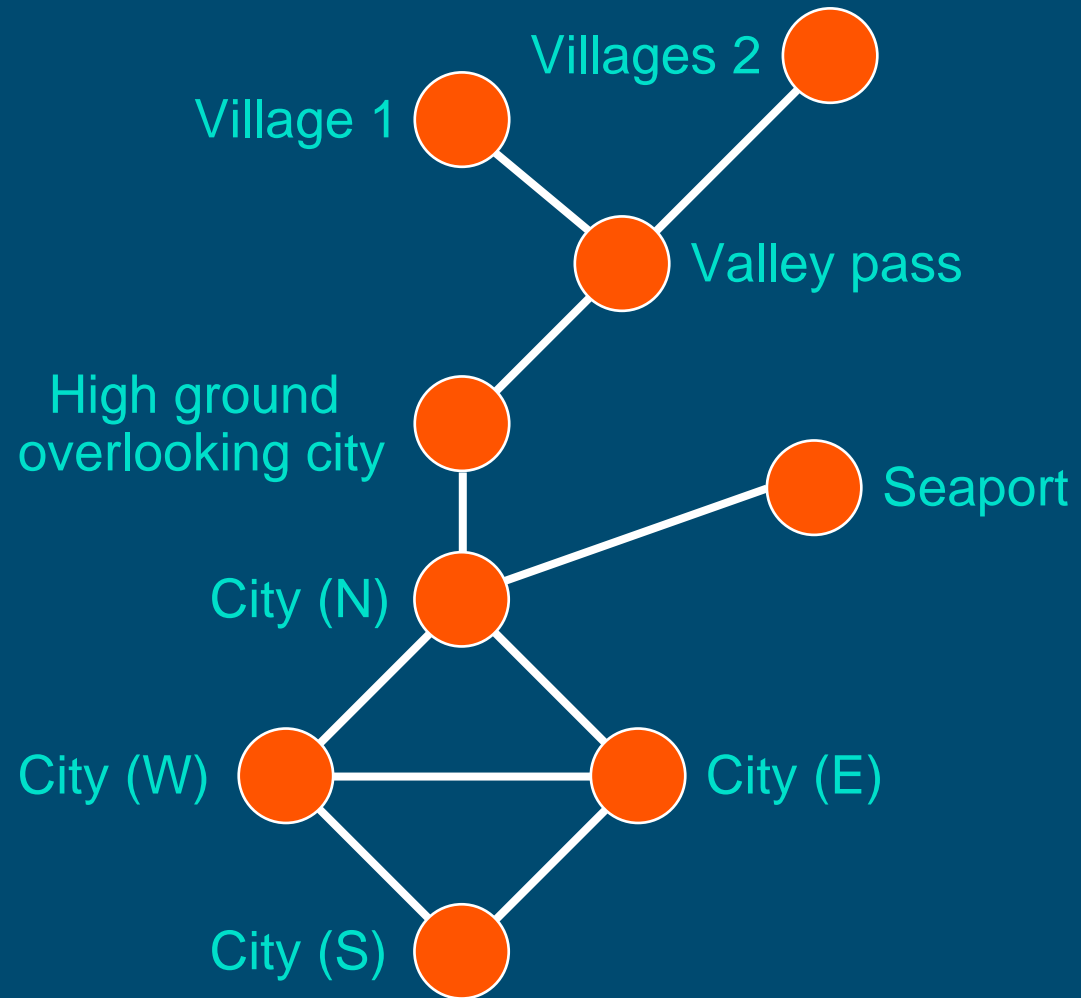 Villages 2
Village 1
Valley pass
High ground
overlooking city
Seaport
City (N)
City (W)
City (E)
City (S)